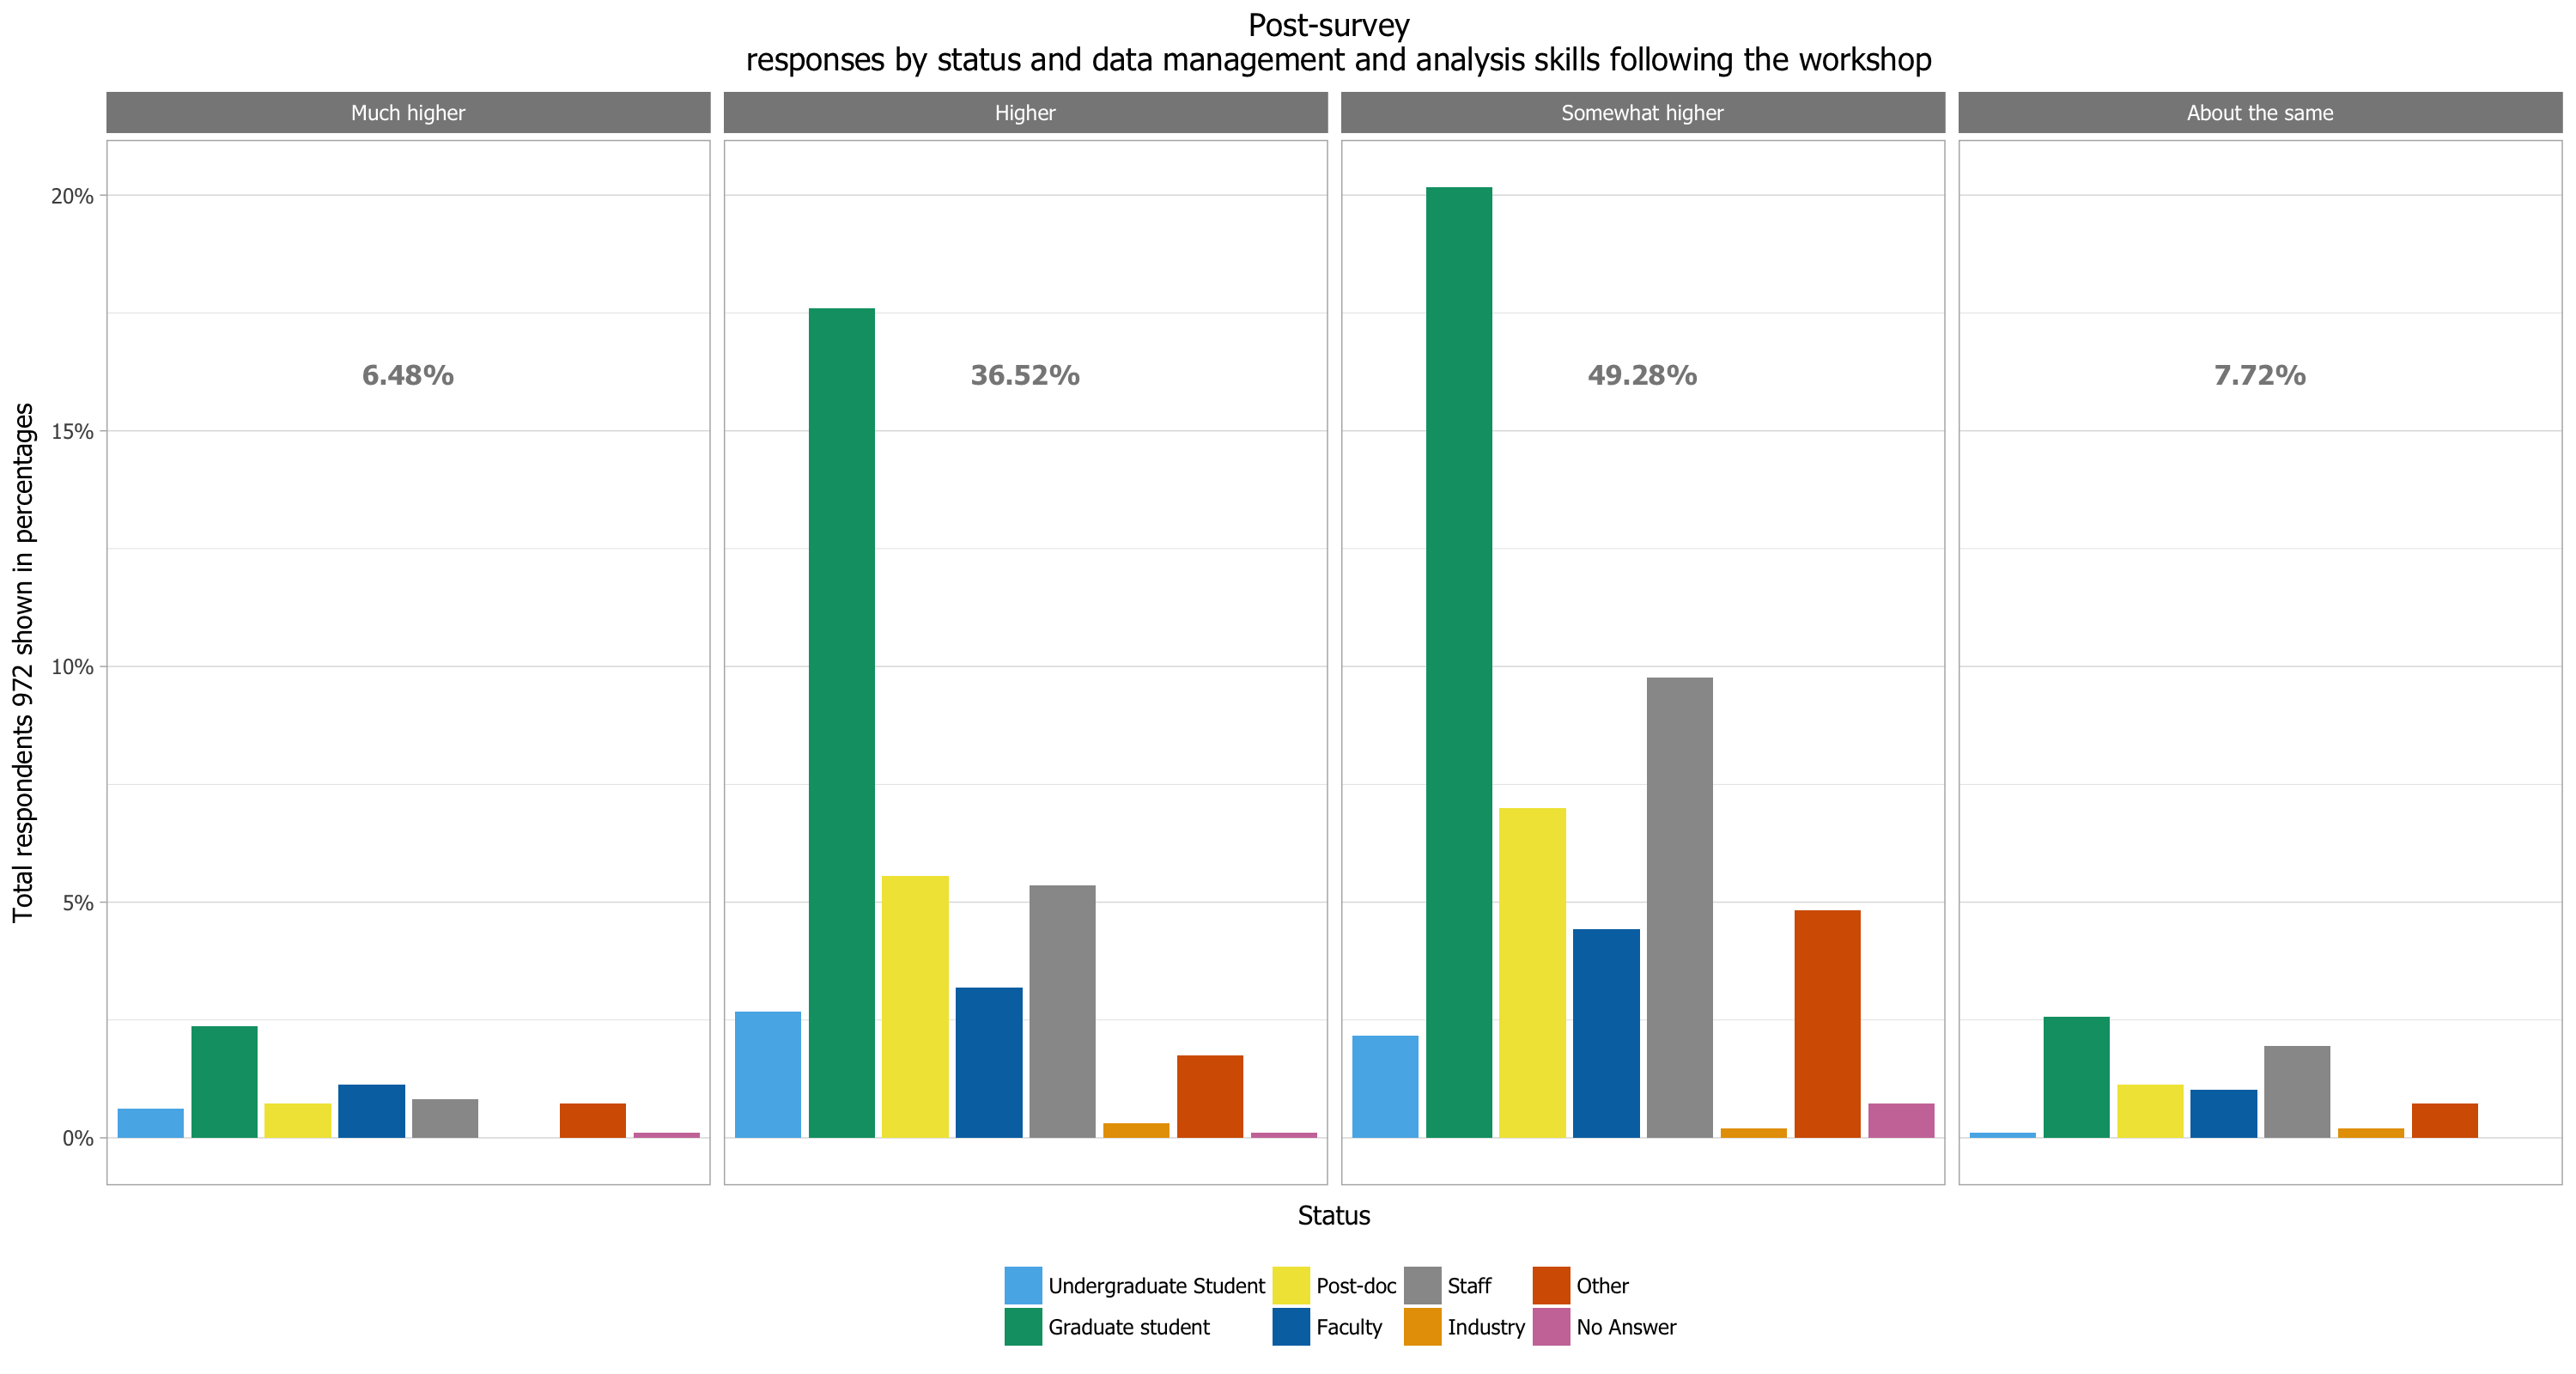 Post-survey
responses by status and data management and analysis skills following the workshop
Much higher
Higher
Somewhat higher
About the same
Total respondents 972 shown in percentages
20%
15%
10%
5%
0%
6.48%
36.52%
49.28%
7.72%
Status
Undergraduate Student
Post-doc
Staff
Other
Graduate student
Faculty
Industry
No Answer